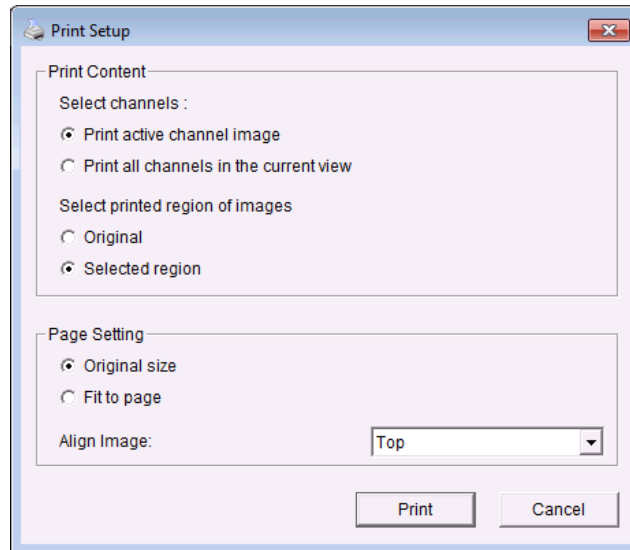 Print Setup
Print Content
Select channels :
Print active channel image
Print all channels in the current view
Select printed region of images
Original
Selected region
Page Setting
Original size
Fit to page
Align Image: Top
Print Cancel